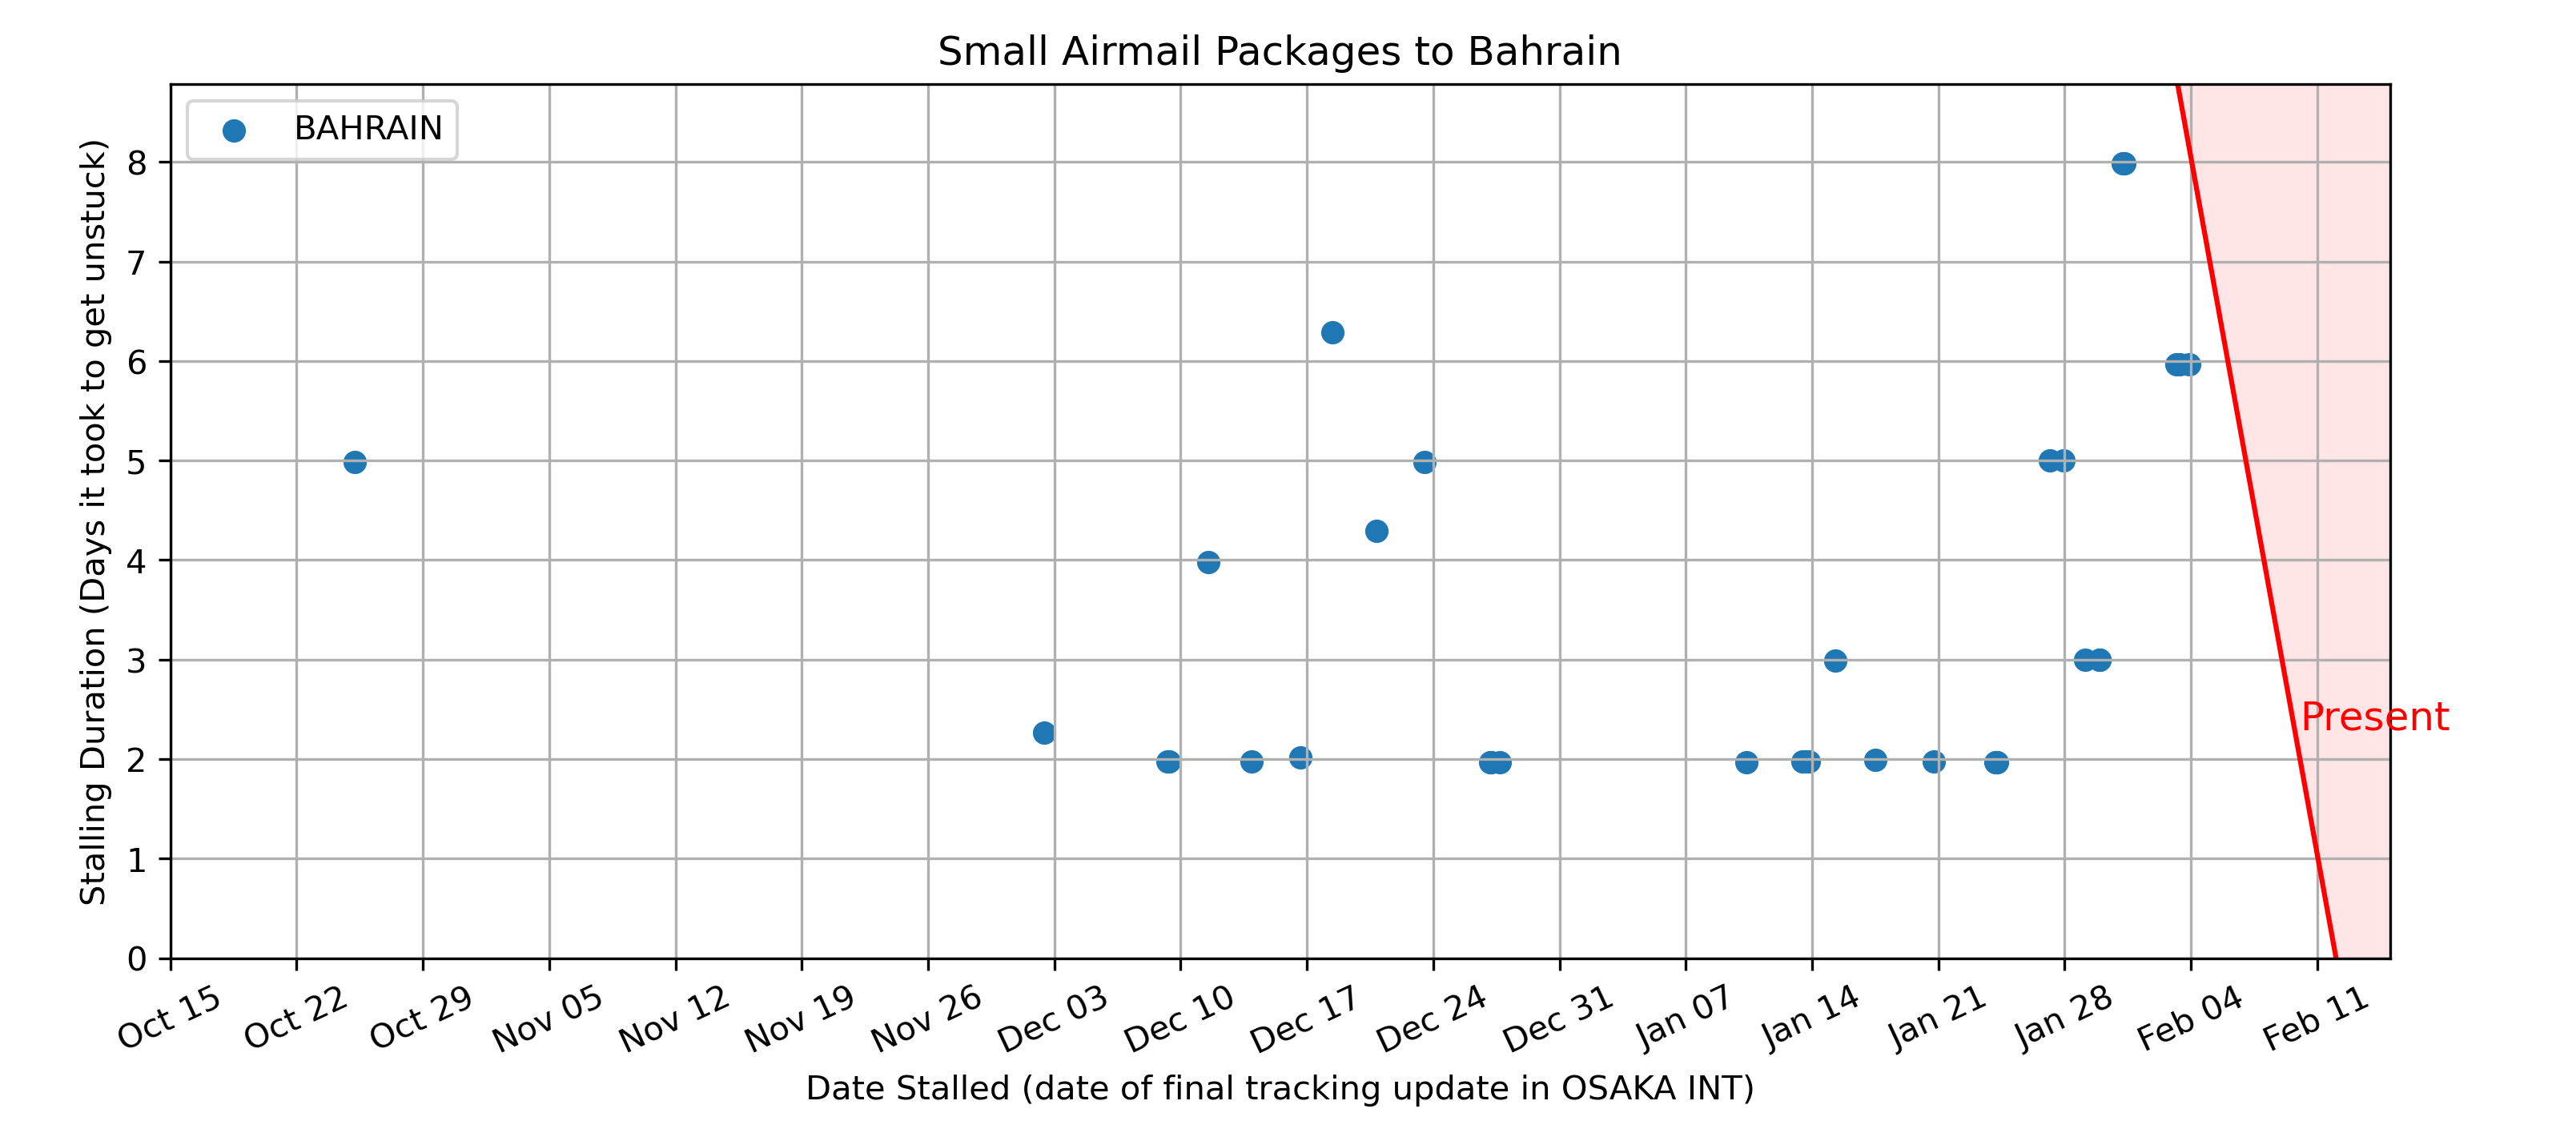 Small Airmail Packages to Bahrain
BAHRAIN
Stalling Duration (Days it took to get unstuck)
8
7
6
5
4
3
2
1
0
Present
Oct 15 Oct 22 Oct 29 Nov 05 Nov 12 Nov 19 Nov 26 Dec 03 Dec 10 Dec 17 Dec 24 Dec 31 Jan 07 Jan 14 Jan 21 Jan 28 Feb 04 Feb 11
Date Stalled (date of final tracking update in OSAKA INT)